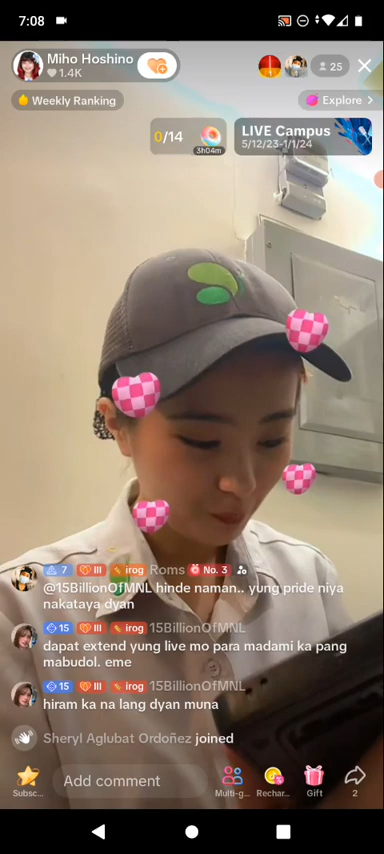 7:08
Miho Hoshino
1.4K
25
Weekly Ranking
Explore >
0/14
3h04m
LIVE Campus
5/12/23-1/1/24
7 III irog Roms No. 3
@15BillionOfMNL hinde naman.. yung pride niya
nakataya dyan
15 III irog 15BillionOfMNL
dapat extend yung live mo para madami ka pang
mabudol. eme
15 III irog 15BillionOfMNL
hiram ka na lang dyan muna
Sheryl Aglubat Ordoñez joined
Add comment
Subsc... Multi-g... Rechar... Gift 2